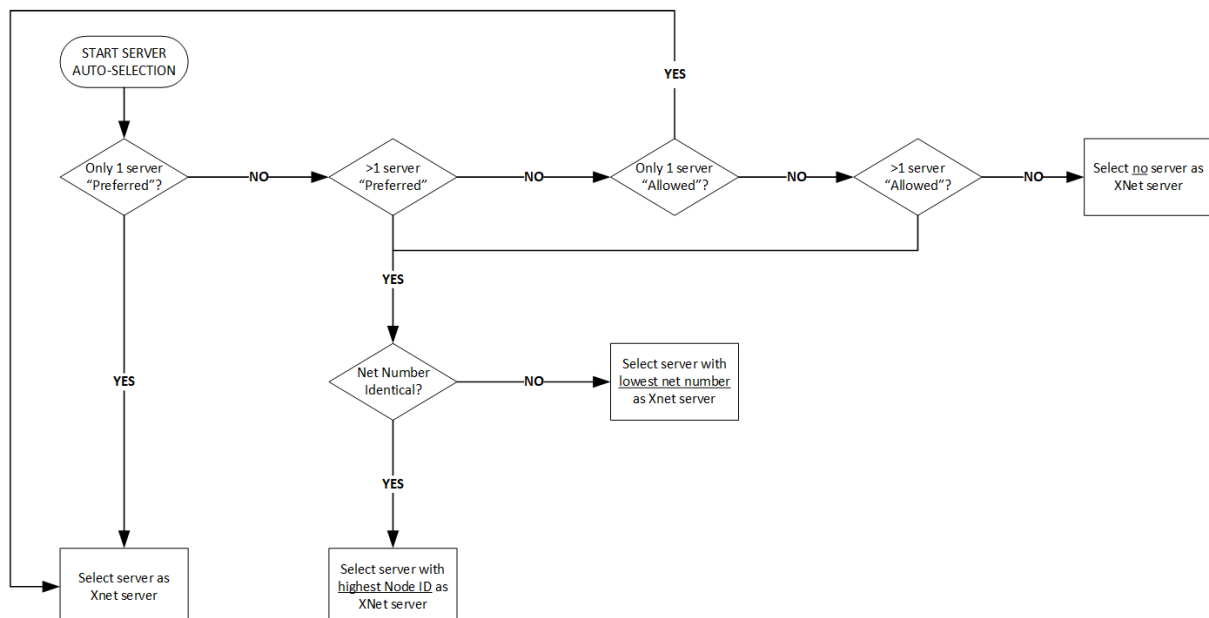 START SERVER
AUTO-SELECTION
YES
Only 1 server
“Preferred”?
NO
>1 server
“Preferred”
NO
Only 1 server
“Allowed”?
NO
>1 server
“Allowed”?
NO
Select no server as
XNet server
YES
Net Number
Identical?
NO
Select server with
lowest net number
as Xnet server
YES
YES
Select server as
Xnet server
Select server with
highest Node ID as
XNet server